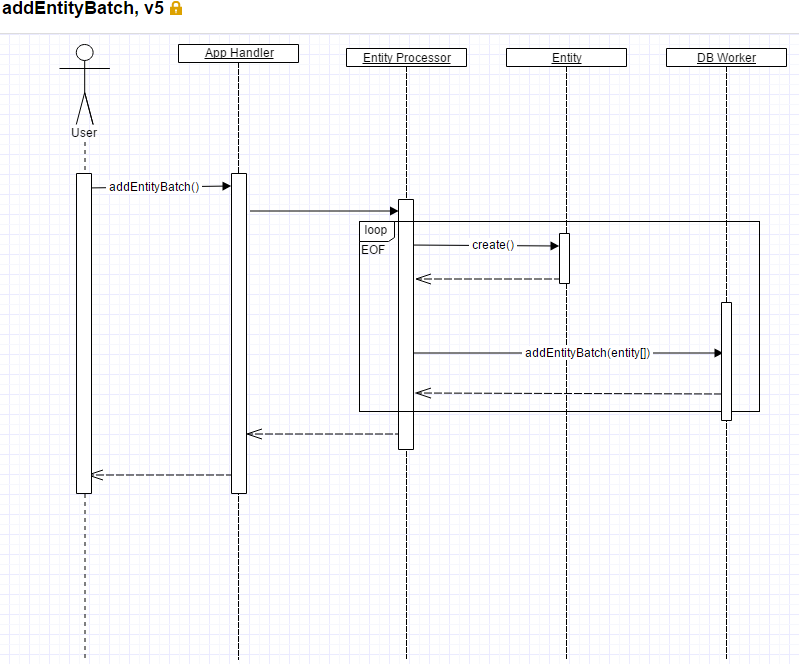 addEntityBatch, v5
App Handler
Entity Processor
Entity
DB Worker
User
addEntityBatch()
loop
EOF
create()
addEntityBatch(entity[])